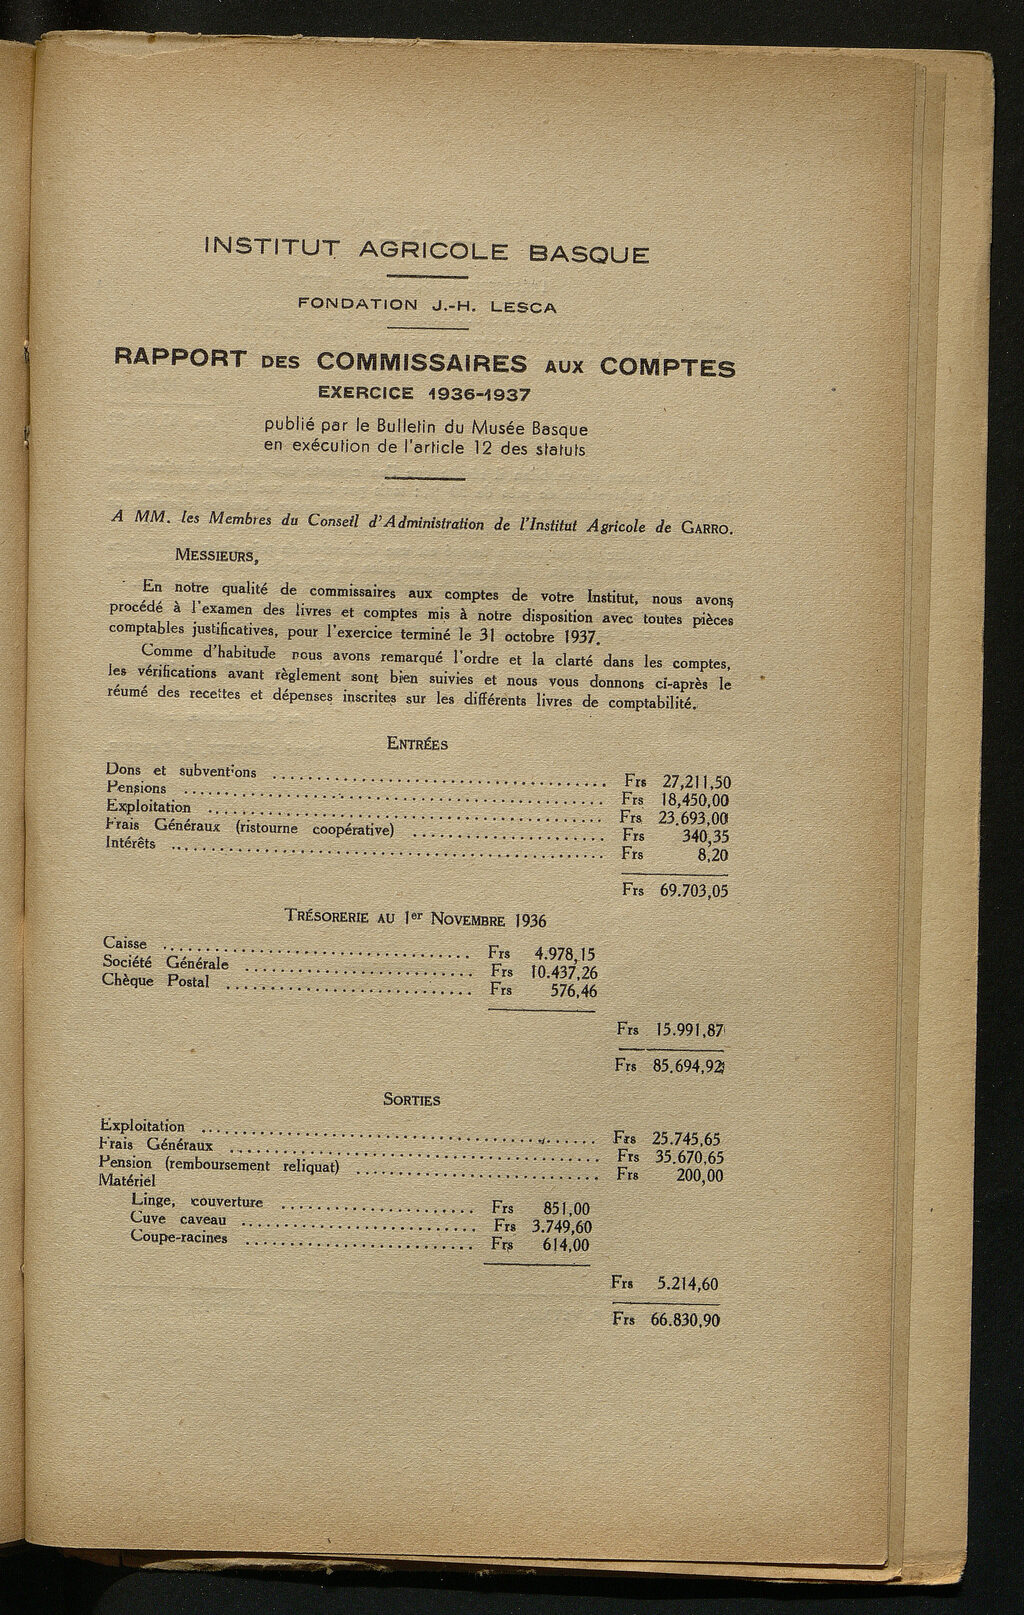 INSTITUT AGRICOLE BASQUE
FONDATION J.-H. LESCA
RAPPORT DES COMMISSAIRES AUX COMPTES
EXERCICE 1936-1937
publié par le Bulletin du Musée Basque
en exécution de l'article 12 des statuts
A MM. les Membres du Conseil d'Administration de l'Institut Agricole de GARRO.
MESSIEURS,
En notre qualité de commissaires aux comptes de votre Institut, nous avons
procédé à l'examen des livres et comptes mis à notre disposition avec toutes pièces
comptables justificatives, pour l'exercice terminé le 31 octobre 1937.
Comme d'habitude nous avons remarqué l'ordre et la clarté dans les comptes,
les vérifications avant règlement sont bien suivies et nous vous donnons ci-après le
réumé des recettes et dépenses inscrites sur les différents livres de comptabilité.
ENTRÉES
Dons et subventions ........ Frs 27,211,50
Pensions ........ Frs 18,450,00
Exploitation ........ Frs 23,693,00
Frais Généraux (ristourne coopérative) ........ Frs 340,35
Intérêts ........ Frs 8,20
Frs 69.703,05
TRÉSORERIE AU 1er NOVEMBRE 1936
Caisse ........ Frs 4.978,15
Société Générale ........ Frs 10.437,26
Chèque Postal ........ Frs 576,46
Frs 15.991,87
Frs 85.694,92
SORTIES
Exploitation ........ Frs 25.745,65
Frais Généraux ........ Frs 35.670,65
Pension (remboursement reliquat) ........ Frs 200,00
Matériel
Linge, couverture ........ Frs 851,00
Cuve caveau ........ Frs 3.749,60
Coupe-racines ........ Frs 614,00
Frs 5.214,60
Frs 66.830,90